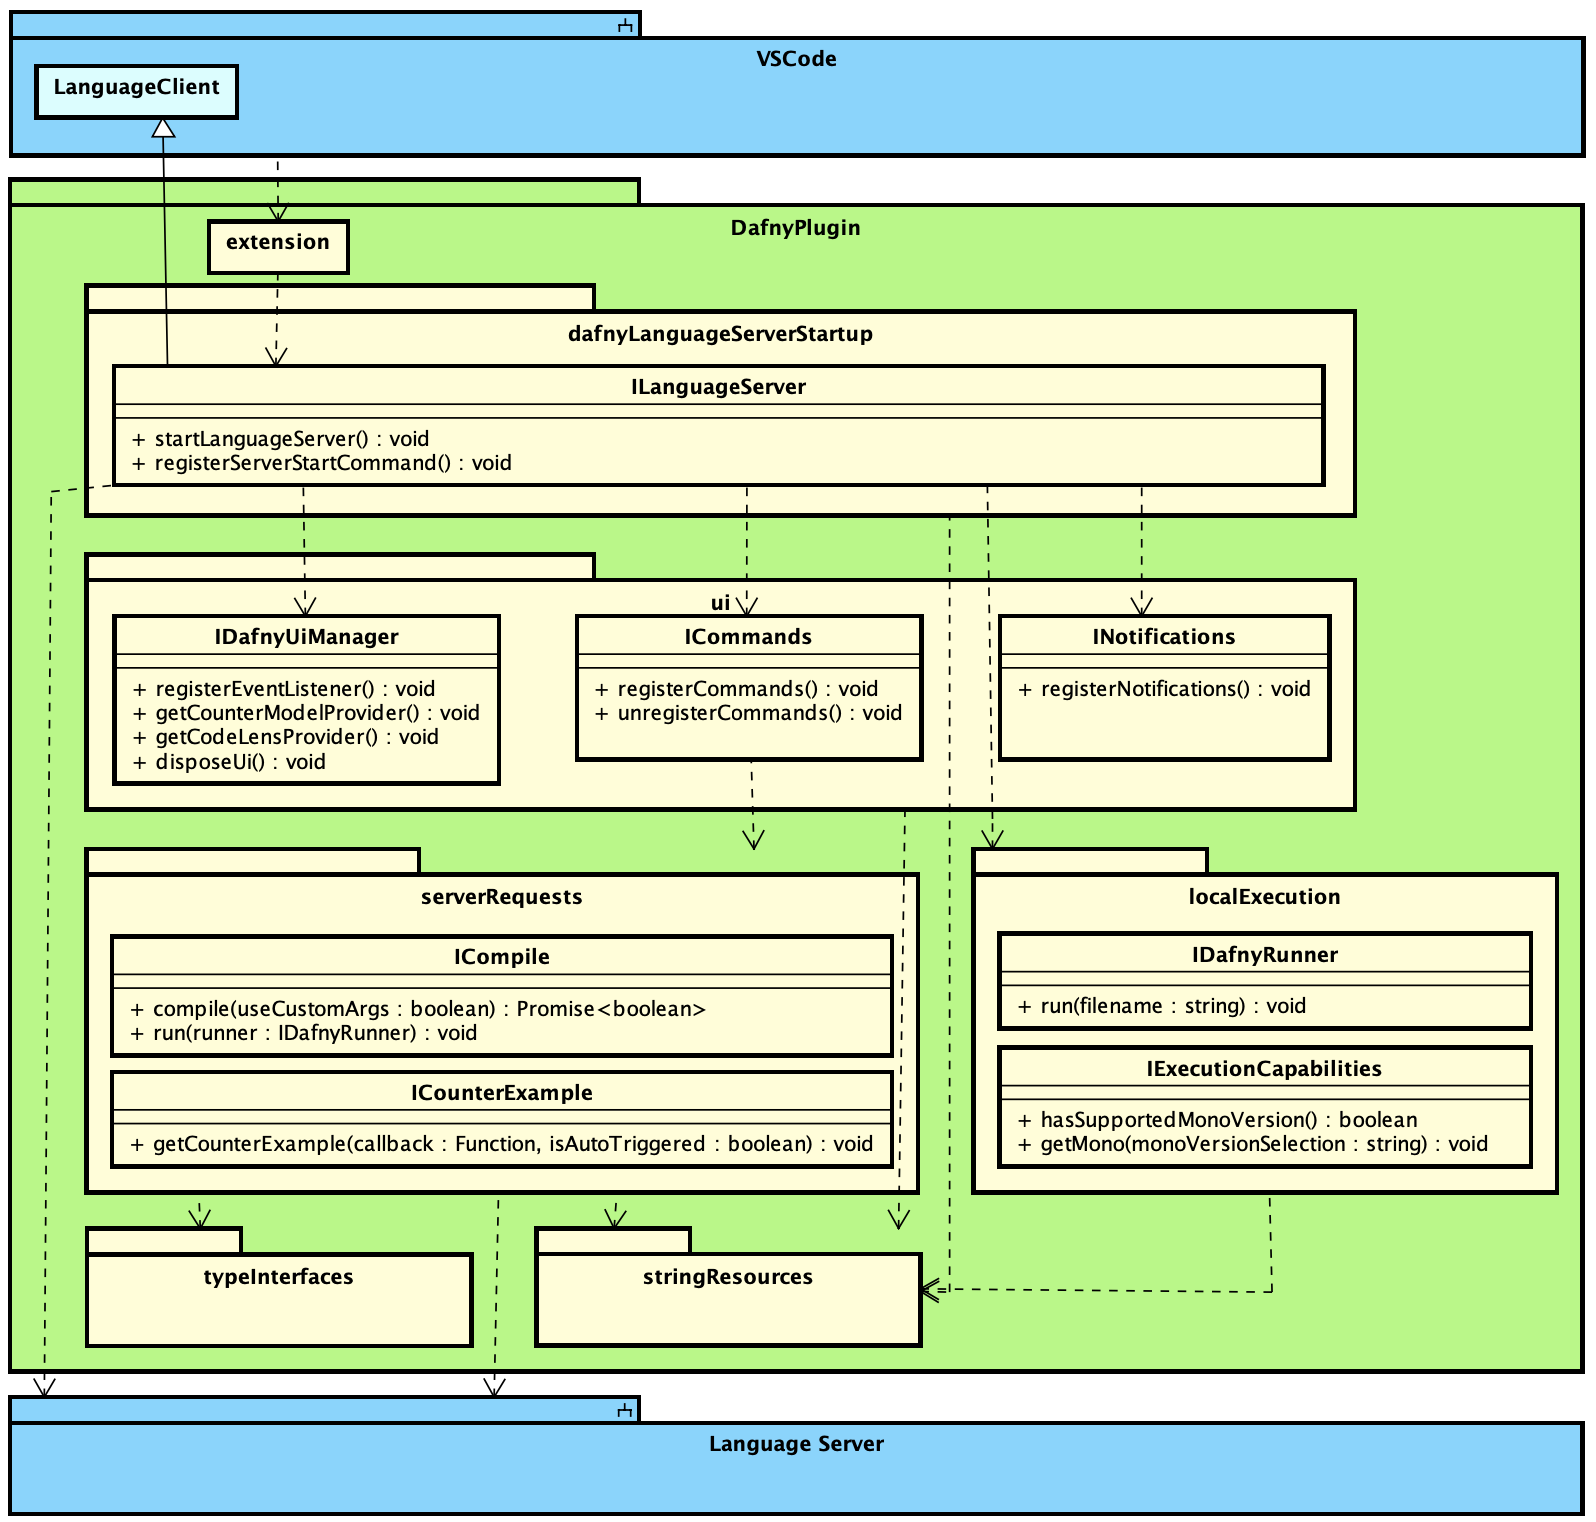 VSCode
LanguageClient
DafnyPlugin
extension
dafnyLanguageServerStartup
ILanguageServer
+ startLanguageServer() : void
+ registerServerStartCommand() : void
ui
IDafnyUiManager
+ registerEventListener() : void
+ getCounterModelProvider() : void
+ getCodeLensProvider() : void
+ disposeUi() : void
ICommands
+ registerCommands() : void
+ unregisterCommands() : void
INotifications
+ registerNotifications() : void
serverRequests
ICompile
+ compile(useCustomArgs : boolean) : Promise<boolean>
+ run(runner : IDafnyRunner) : void
ICounterExample
+ getCounterExample(callback : Function, isAutoTriggered : boolean) : void
localExecution
IDafnyRunner
+ run(filename : string) : void
IExecutionCapabilities
+ hasSupportedMonoVersion() : boolean
+ getMono(monoVersionSelection : string) : void
typeInterfaces
stringResources
Language Server